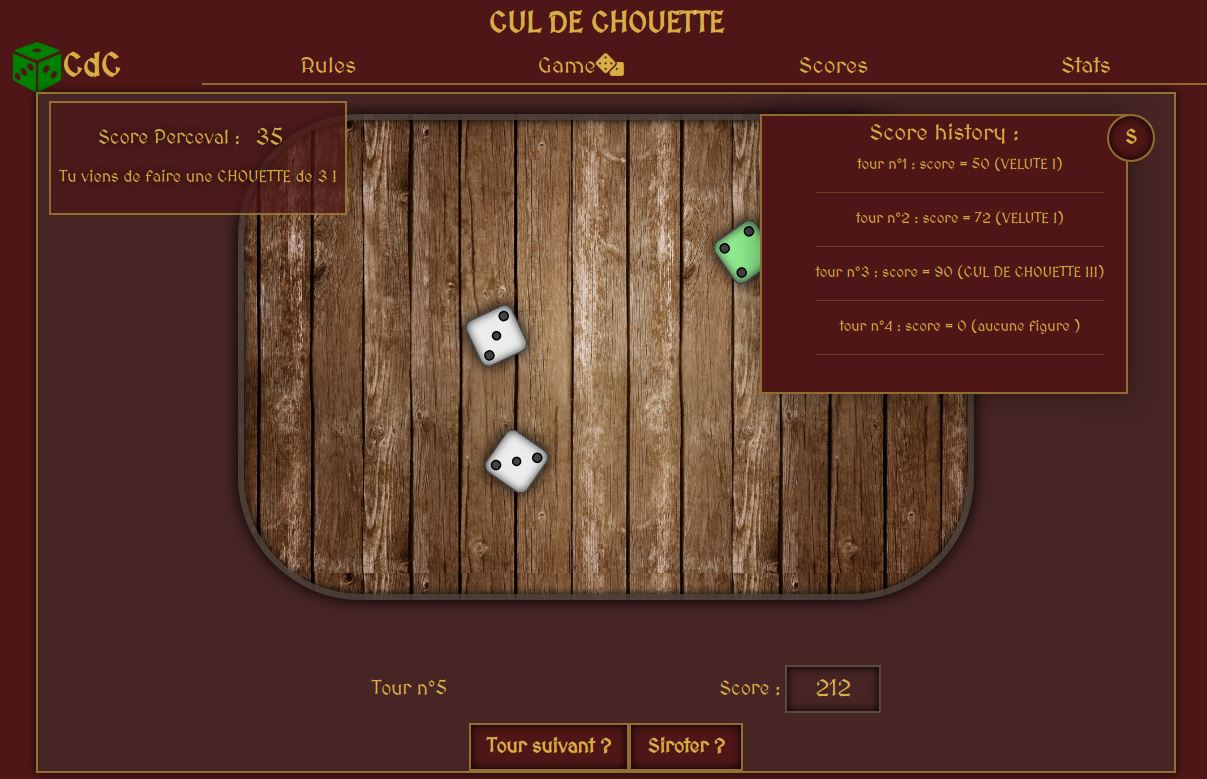 CUL DE CHOUETTE
CdC
Rules
Game
Scores
Stats
Score Perceval : 35
Tu viens de faire une CHOUETTE de 3 !
Score history :
S
tour n°1 : score = 50 (VELUTE I)
tour n°2 : score = 72 (VELUTE I)
tour n°3 : score = 90 (CUL DE CHOUETTE III)
tour n°4 : score = 0 (aucune figure )
Tour n°5
Score : 212
Tour suivant ?
Siroter ?